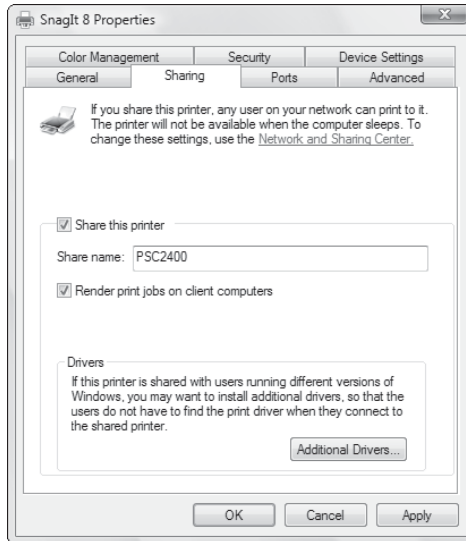 SnagIt 8 Properties
Color Management
Security
Device Settings
General
Sharing
Ports
Advanced
If you share this printer, any user on your network can print to it.
The printer will not be available when the computer sleeps. To
change these settings, use the Network and Sharing Center.
Share this printer
Share name: PSC2400
Render print jobs on client computers
Drivers
If this printer is shared with users running different versions of
Windows, you may want to install additional drivers, so that the
users do not have to find the print driver when they connect to
the shared printer.
Additional Drivers...
OK
Cancel
Apply